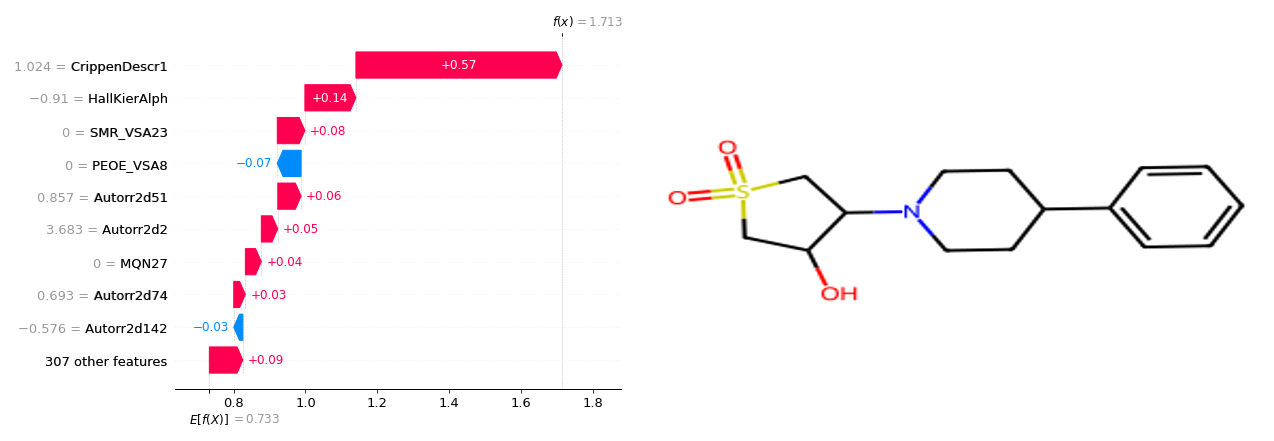 f(x) = 1.713
1.024 = CrippenDescr1
+0.57
−0.91 = HallKierAlph
+0.14
0 = SMR_VSA23
+0.08
0 = PEOE_VSA8
−0.07
0.857 = Autorr2d51
+0.06
3.683 = Autorr2d2
+0.05
0 = MQN27
+0.04
0.693 = Autorr2d74
+0.03
−0.576 = Autorr2d142
−0.03
307 other features
+0.09
0.8 1.0 1.2 1.4 1.6 1.8
E[f(X)] = 0.733
O
O
S
N
OH